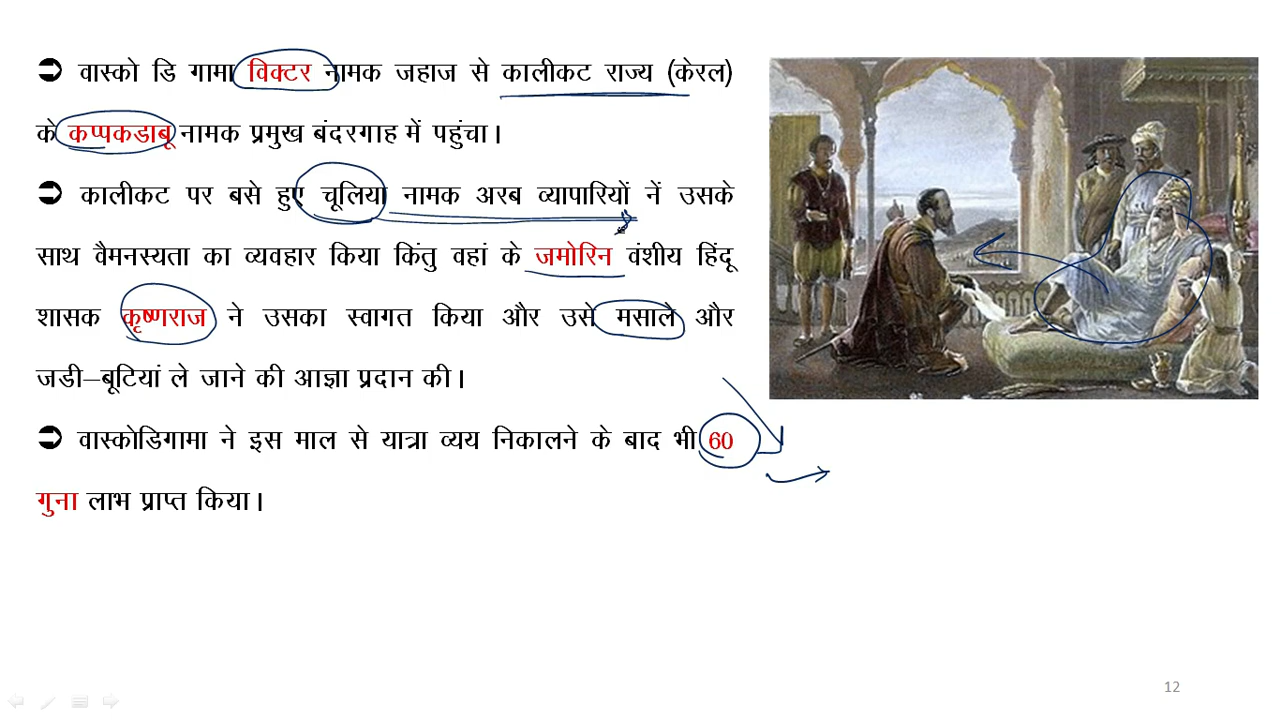 ➲ वास्को डि गामा विक्टर नामक जहाज से कालीकट राज्य (केरल)
के कप्पकडाबू नामक प्रमुख बंदरगाह में पहुंचा।
➲ कालीकट पर बसे हुए चूलिया नामक अरब व्यापारियों नें उसके
साथ वैमनस्यता का व्यवहार किया किंतु वहां के जमोरिन वंशीय हिंदू
शासक कृष्णराज ने उसका स्वागत किया और उसे मसाले और
जडी–बूटियां ले जाने की आज्ञा प्रदान की।
➲ वास्कोडिगामा ने इस माल से यात्रा व्यय निकालने के बाद भी 60
गुना लाभ प्राप्त किया।
12